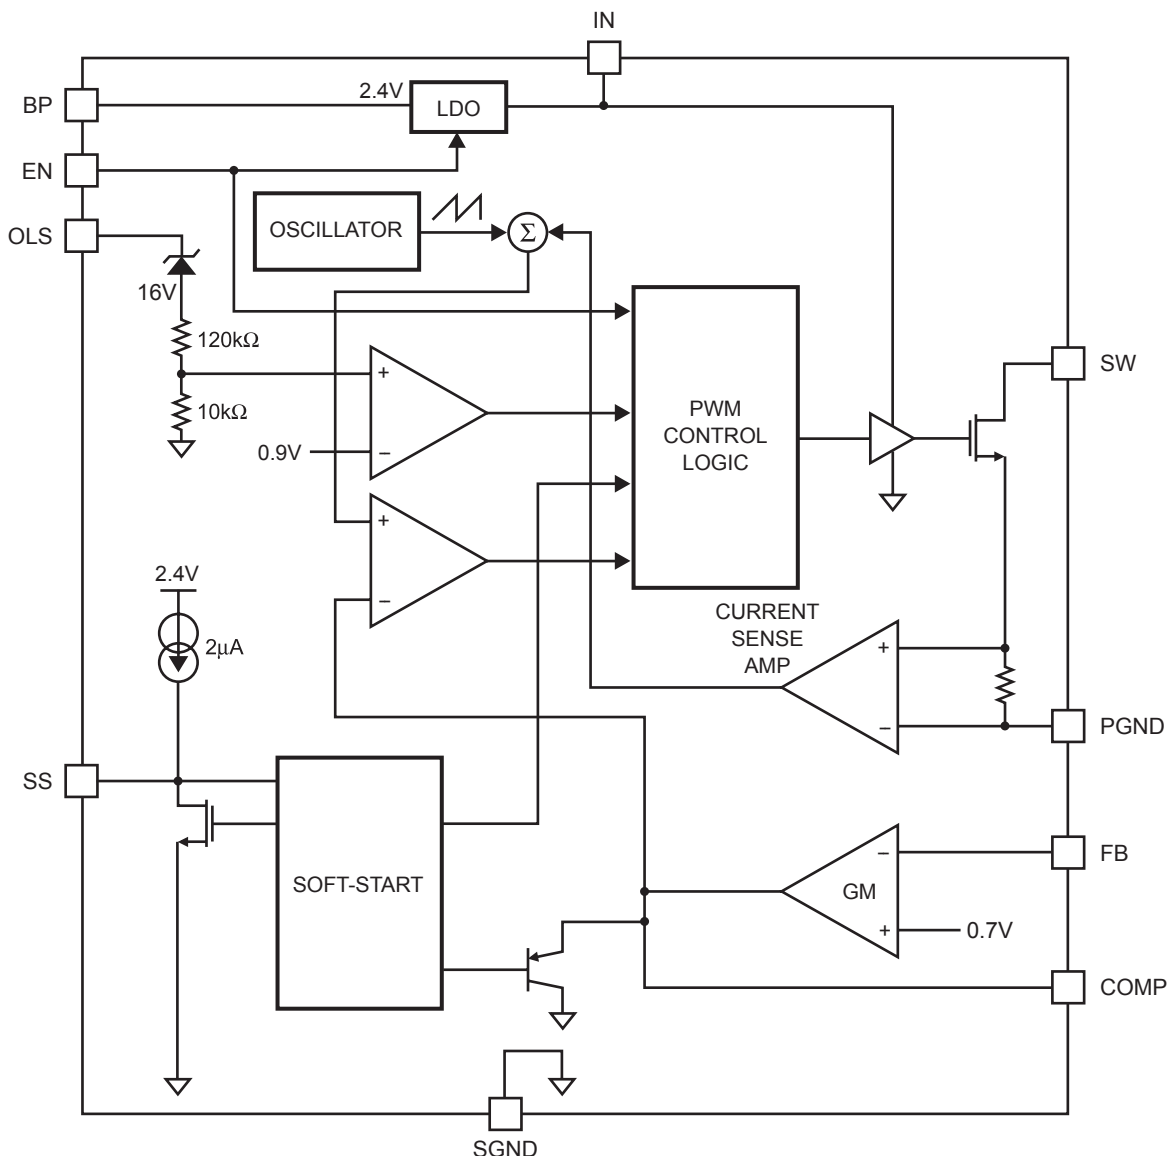 IN
BP
2.4V
LDO
EN
OLS
OSCILLATOR
Σ
16V
120kΩ
10kΩ
+
0.9V
−
PWM
CONTROL
LOGIC
SW
+
−
2.4V
2µA
CURRENT
SENSE
AMP
+
−
PGND
SS
SOFT-START
−
FB
GM
+
0.7V
COMP
SGND